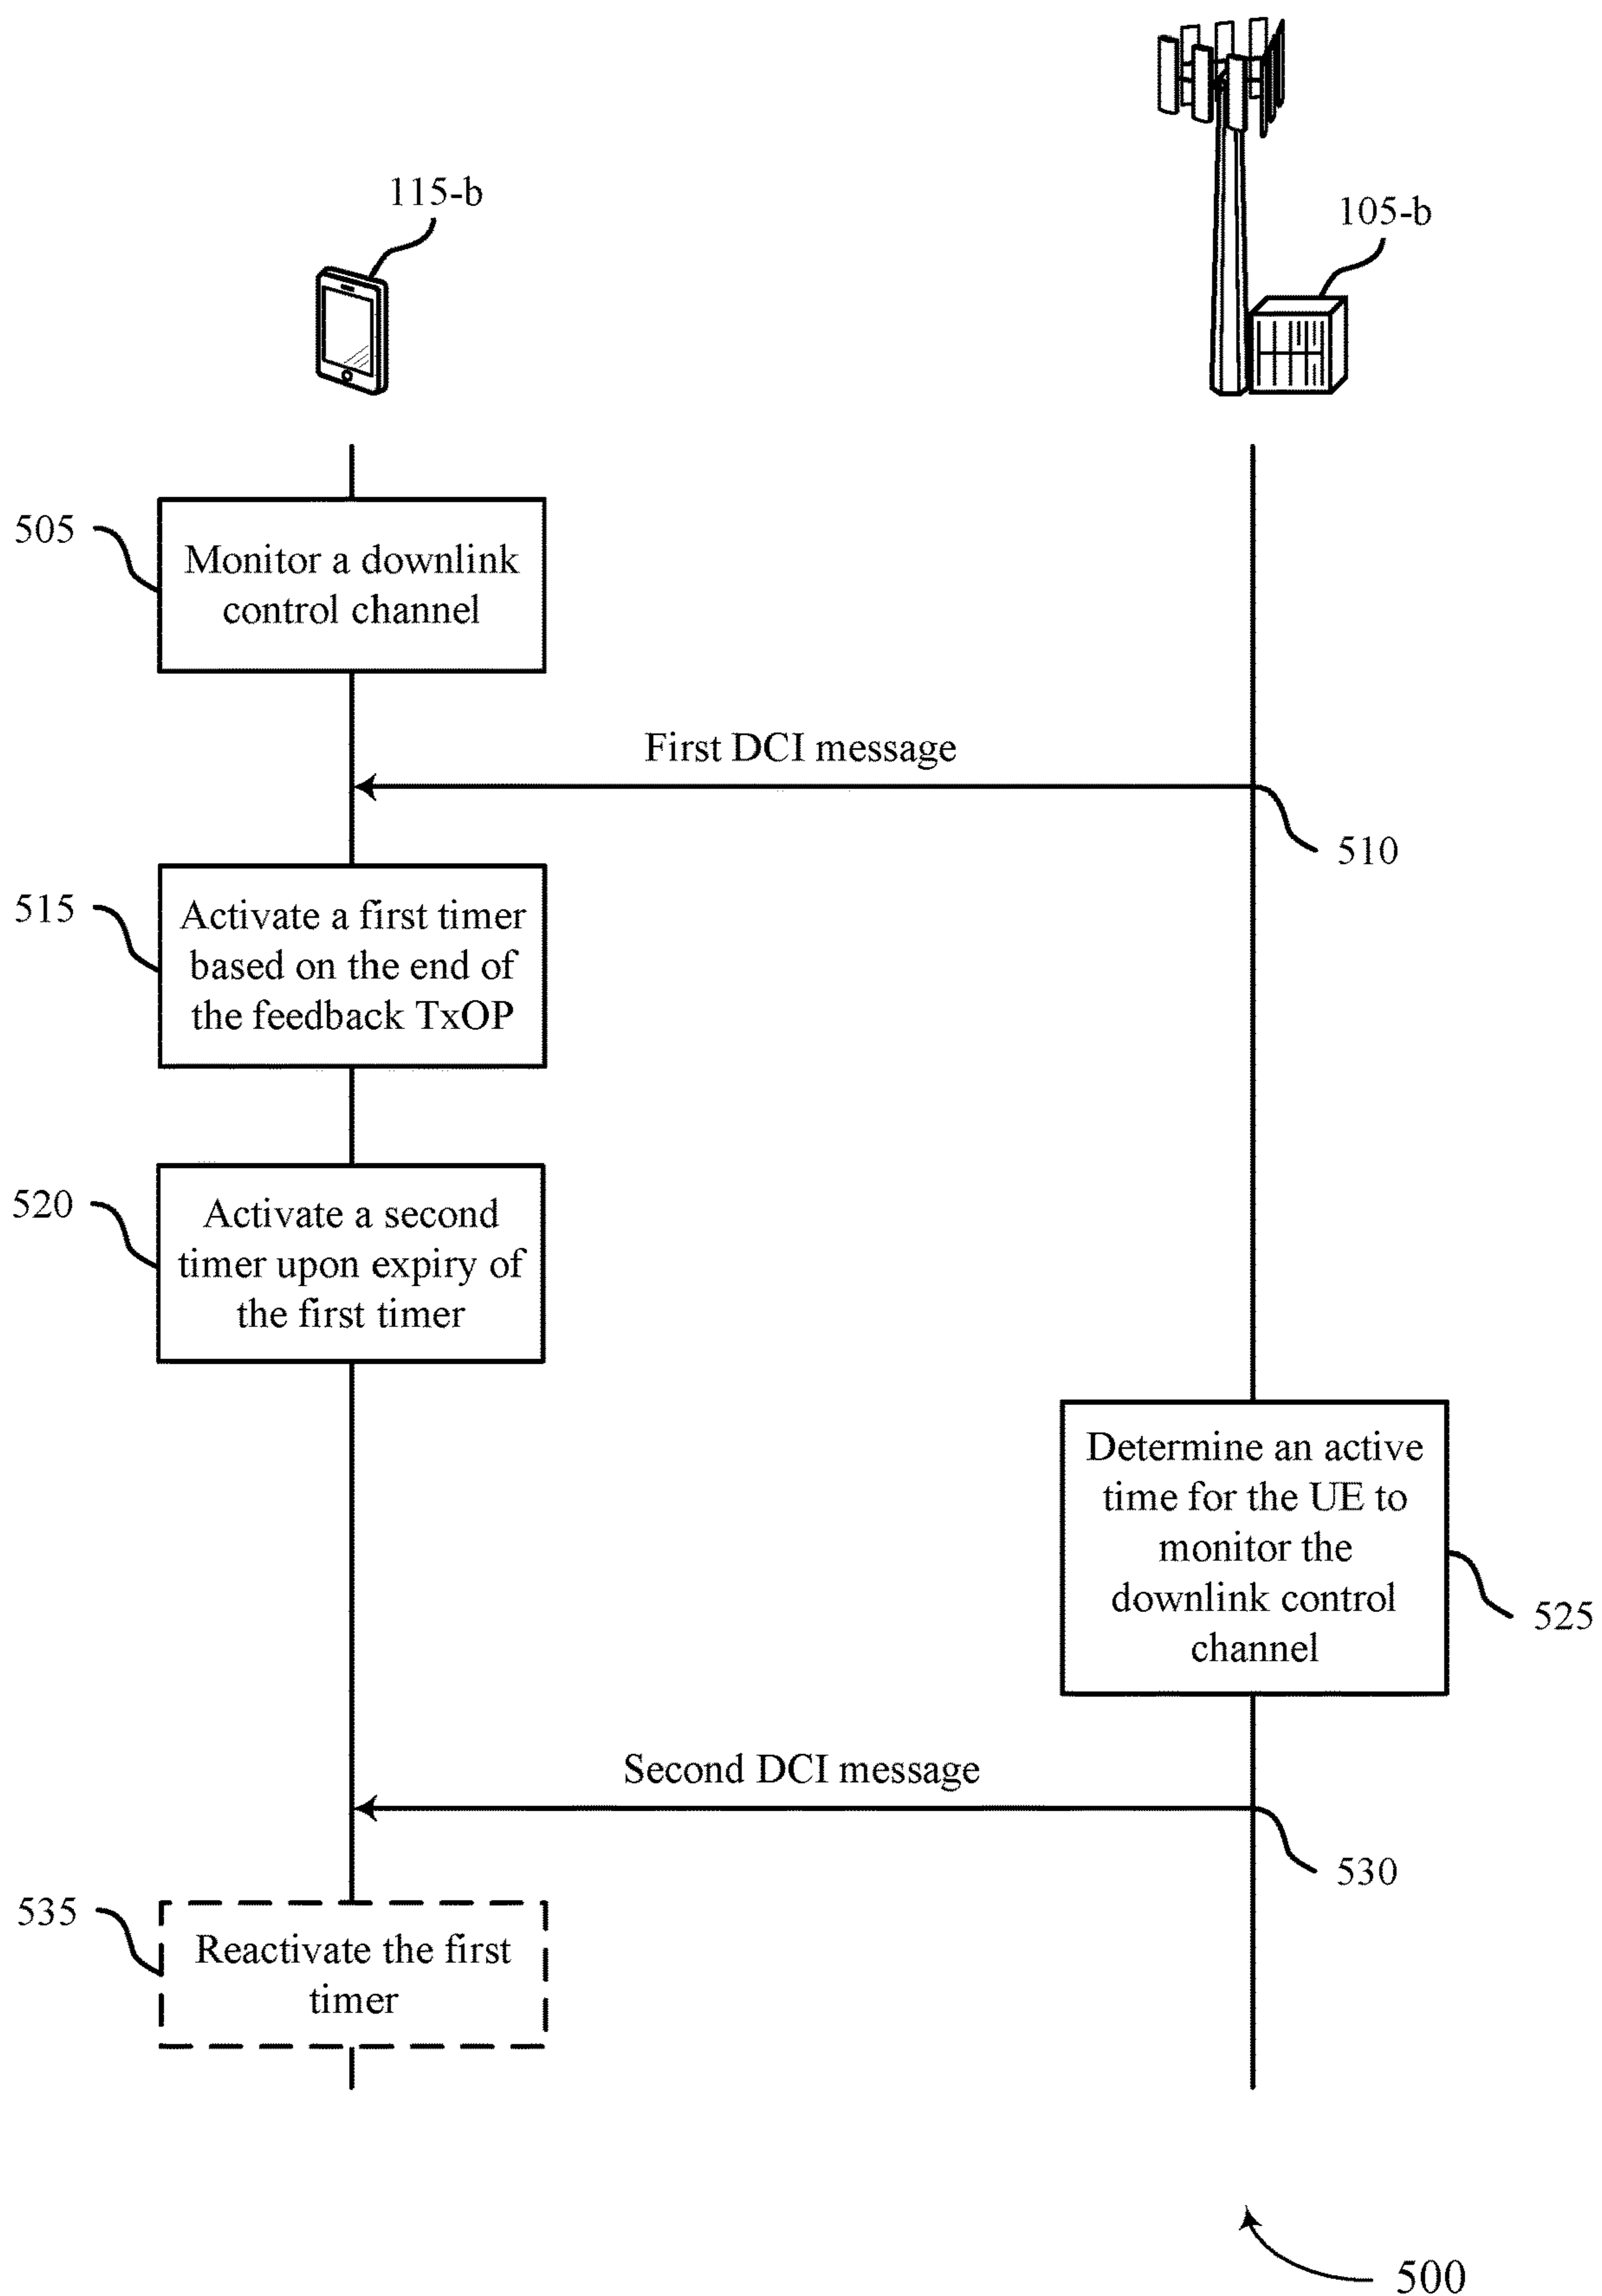 115-b
105-b
505
Monitor a downlink
control channel
First DCI message
510
515
Activate a first timer
based on the end of
the feedback TxOP
520
Activate a second
timer upon expiry of
the first timer
Determine an active
time for the UE to
monitor the
downlink control
channel
525
Second DCI message
530
535
Reactivate the first
timer
500